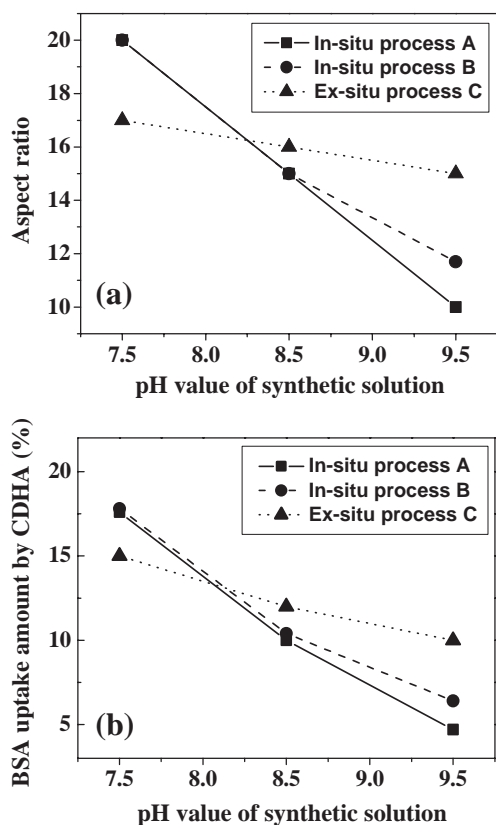 20
18
16
14
12
10
Aspect ratio
In-situ process A
In-situ process B
Ex-situ process C
(a)
7.5 8.0 8.5 9.0 9.5
pH value of synthetic solution
20
15
10
5
BSA uptake amount by CDHA (%)
In-situ process A
In-situ process B
Ex-situ process C
(b)
7.5 8.0 8.5 9.0 9.5
pH value of synthetic solution